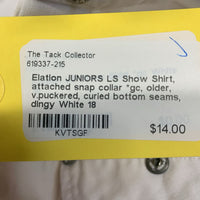 The Tack Collector
619337-215
Elation JUNIORS LS Show Shirt,
attached snap collar *gc, older,
v.puckered, curled bottom seams,
dingy White 18
KVTSGF
$14.00